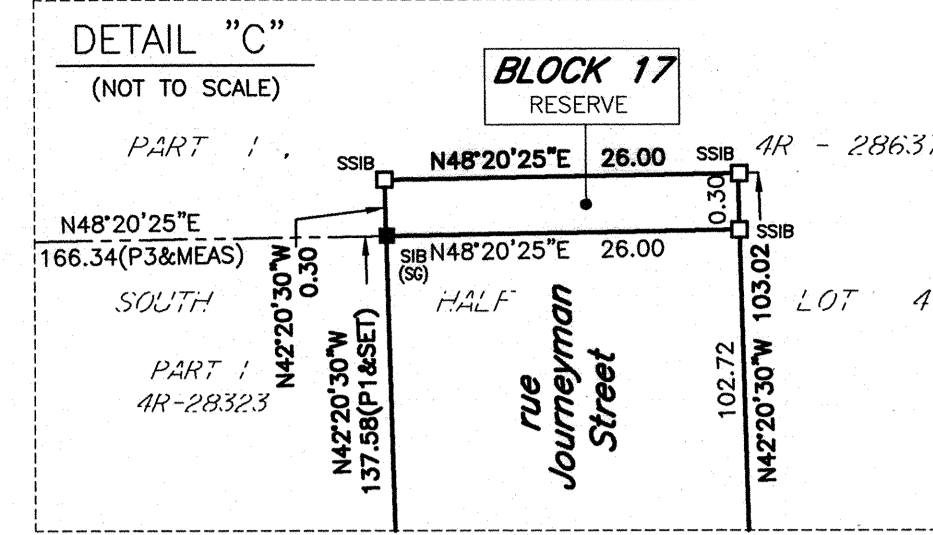 DETAIL "C"
(NOT TO SCALE)
BLOCK 17
RESERVE
PART 1 .
SSIB
N48°20'25"E 26.00
SSIB
4R - 28637
N48°20'25"E
166.34(P3&MEAS)
N42°20'30"W
0.30
SIB
(SG)
N48°20'25"E 26.00
0.30
SSIB
SOUTH
HALF
LOT 4
PART 1
4R-28323
N42°20'30"W
137.58(P1&SET)
rue
Journeyman
Street
102.72
N42°20'30"W 103.02